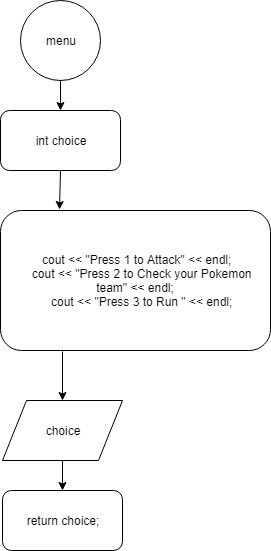 menu
int choice
cout << "Press 1 to Attack" << endl;
cout << "Press 2 to Check your Pokemon
team" << endl;
cout << "Press 3 to Run " << endl;
choice
return choice;